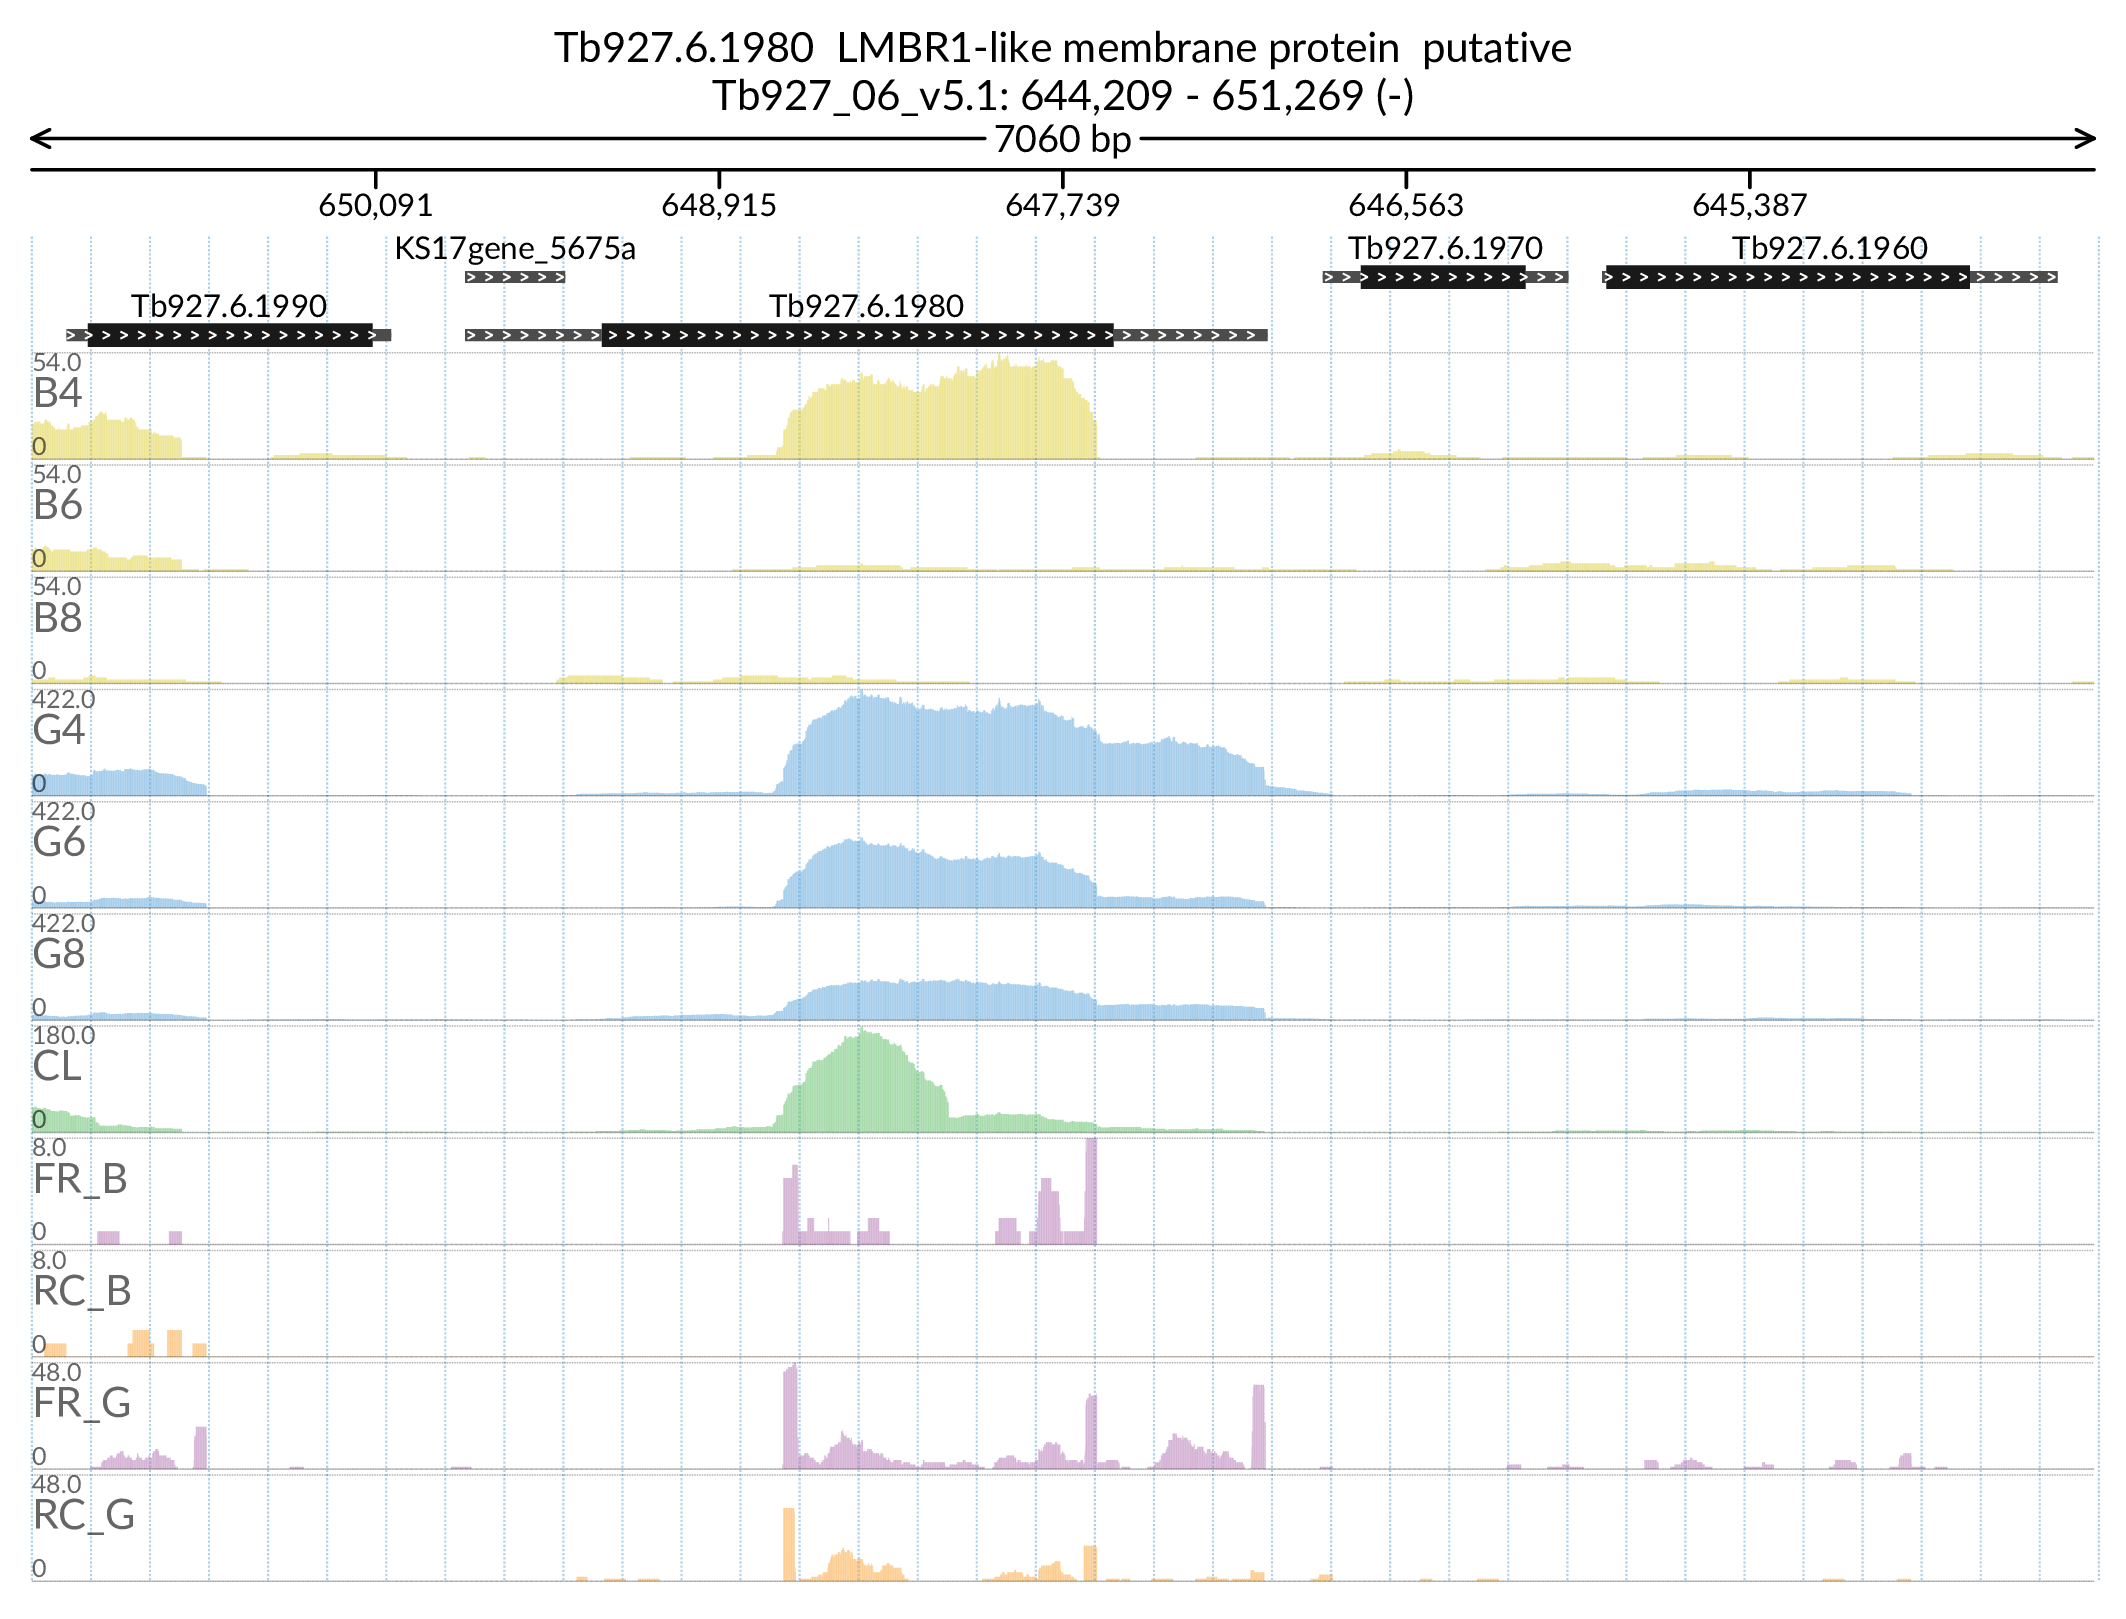 Tb927.6.1980  LMBR1-like membrane protein  putative
Tb927_06_v5.1: 644,209 - 651,269 (-)
7060 bp
650,091 648,915 647,739 646,563 645,387
KS17gene_5675a Tb927.6.1970 Tb927.6.1960
Tb927.6.1990 Tb927.6.1980
54.0
B4
0
54.0
B6
0
54.0
B8
0
422.0
G4
0
422.0
G6
0
422.0
G8
0
180.0
CL
0
8.0
FR_B
0
8.0
RC_B
0
48.0
FR_G
0
48.0
RC_G
0